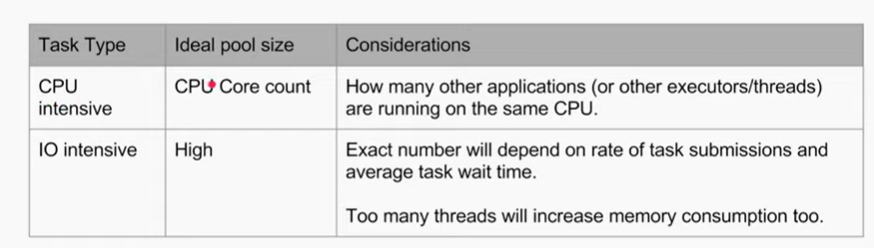 Task Type Ideal pool size Considerations
CPU intensive CPU Core count How many other applications (or other executors/threads)
are running on the same CPU.
IO intensive High Exact number will depend on rate of task submissions and
average task wait time.
Too many threads will increase memory consumption too.